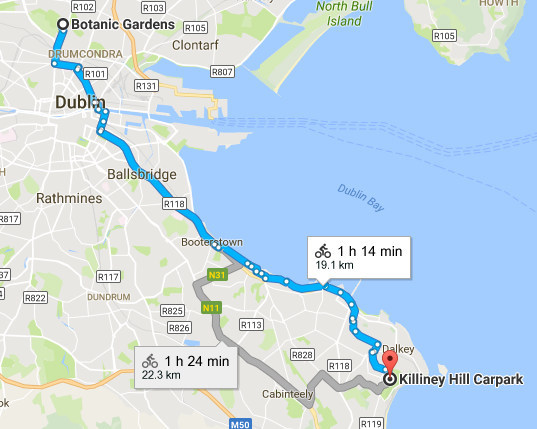 R102
R103
North Bull
Island
HOWTH
Botanic Gardens
R105
Clontarf
R105
DRUMCONDRA
R101
R807
R131
Dublin
Ballsbridge
Dublin Bay
Rathmines
R118
R817
Booterstown
1 h 14 min
19.1 km
37
N31
R117
R822
DUNDRUM
N11
R825
R113
R826
Dalkey
1 h 24 min
22.3 km
R828
R118
Killiney Hill Carpark
Cabinteely
M50
R119